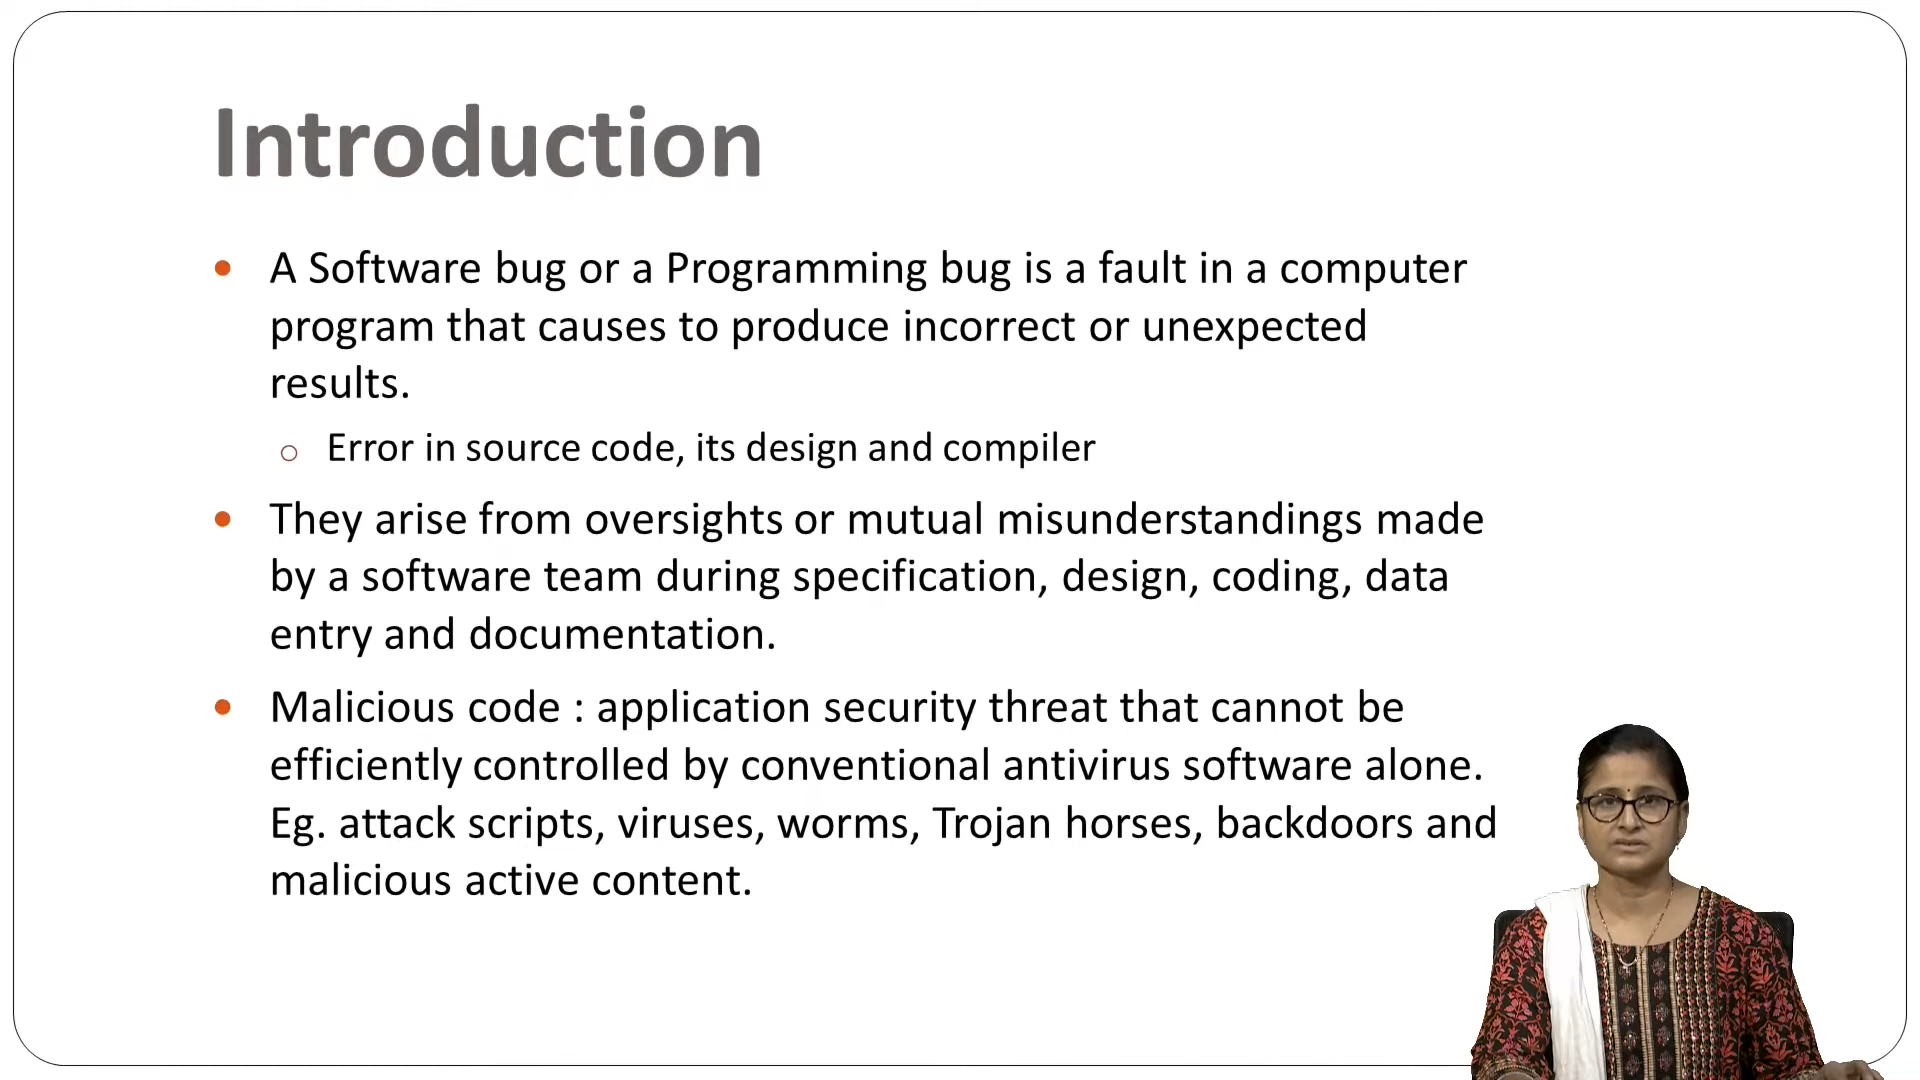 Introduction
A Software bug or a Programming bug is a fault in a computer
program that causes to produce incorrect or unexpected
results.
Error in source code, its design and compiler
They arise from oversights or mutual misunderstandings made
by a software team during specification, design, coding, data
entry and documentation.
Malicious code : application security threat that cannot be
efficiently controlled by conventional antivirus software alone.
Eg. attack scripts, viruses, worms, Trojan horses, backdoors and
malicious active content.